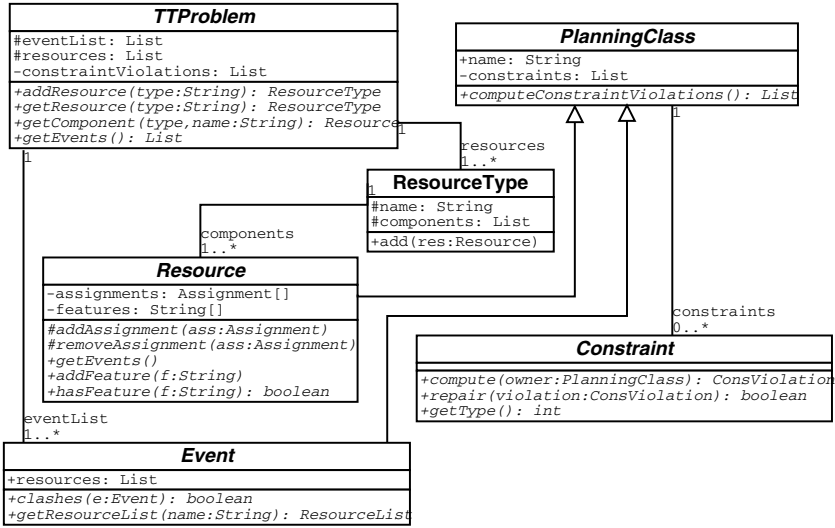 TTProblem
#eventList: List
#resources: List
-constraintViolations: List
+addResource(type:String): ResourceType
+getResource(type:String): ResourceType
+getComponent(type,name:String): Resource
+getEvents(): List
1
1
PlanningClass
+name: String
-constraints: List
+computeConstraintViolations(): List
1
resources
1..*
ResourceType
1
#name: String
#components: List
+add(res:Resource)
components
1..*
Resource
-assignments: Assignment[]
-features: String[]
#addAssignment(ass:Assignment)
#removeAssignment(ass:Assignment)
+getEvents()
+addFeature(f:String)
+hasFeature(f:String): boolean
constraints
0..*
Constraint
+compute(owner:PlanningClass): ConsViolation
+repair(violation:ConsViolation): boolean
+getType(): int
eventList
1..*
Event
+resources: List
+clashes(e:Event): boolean
+getResourceList(name:String): ResourceList